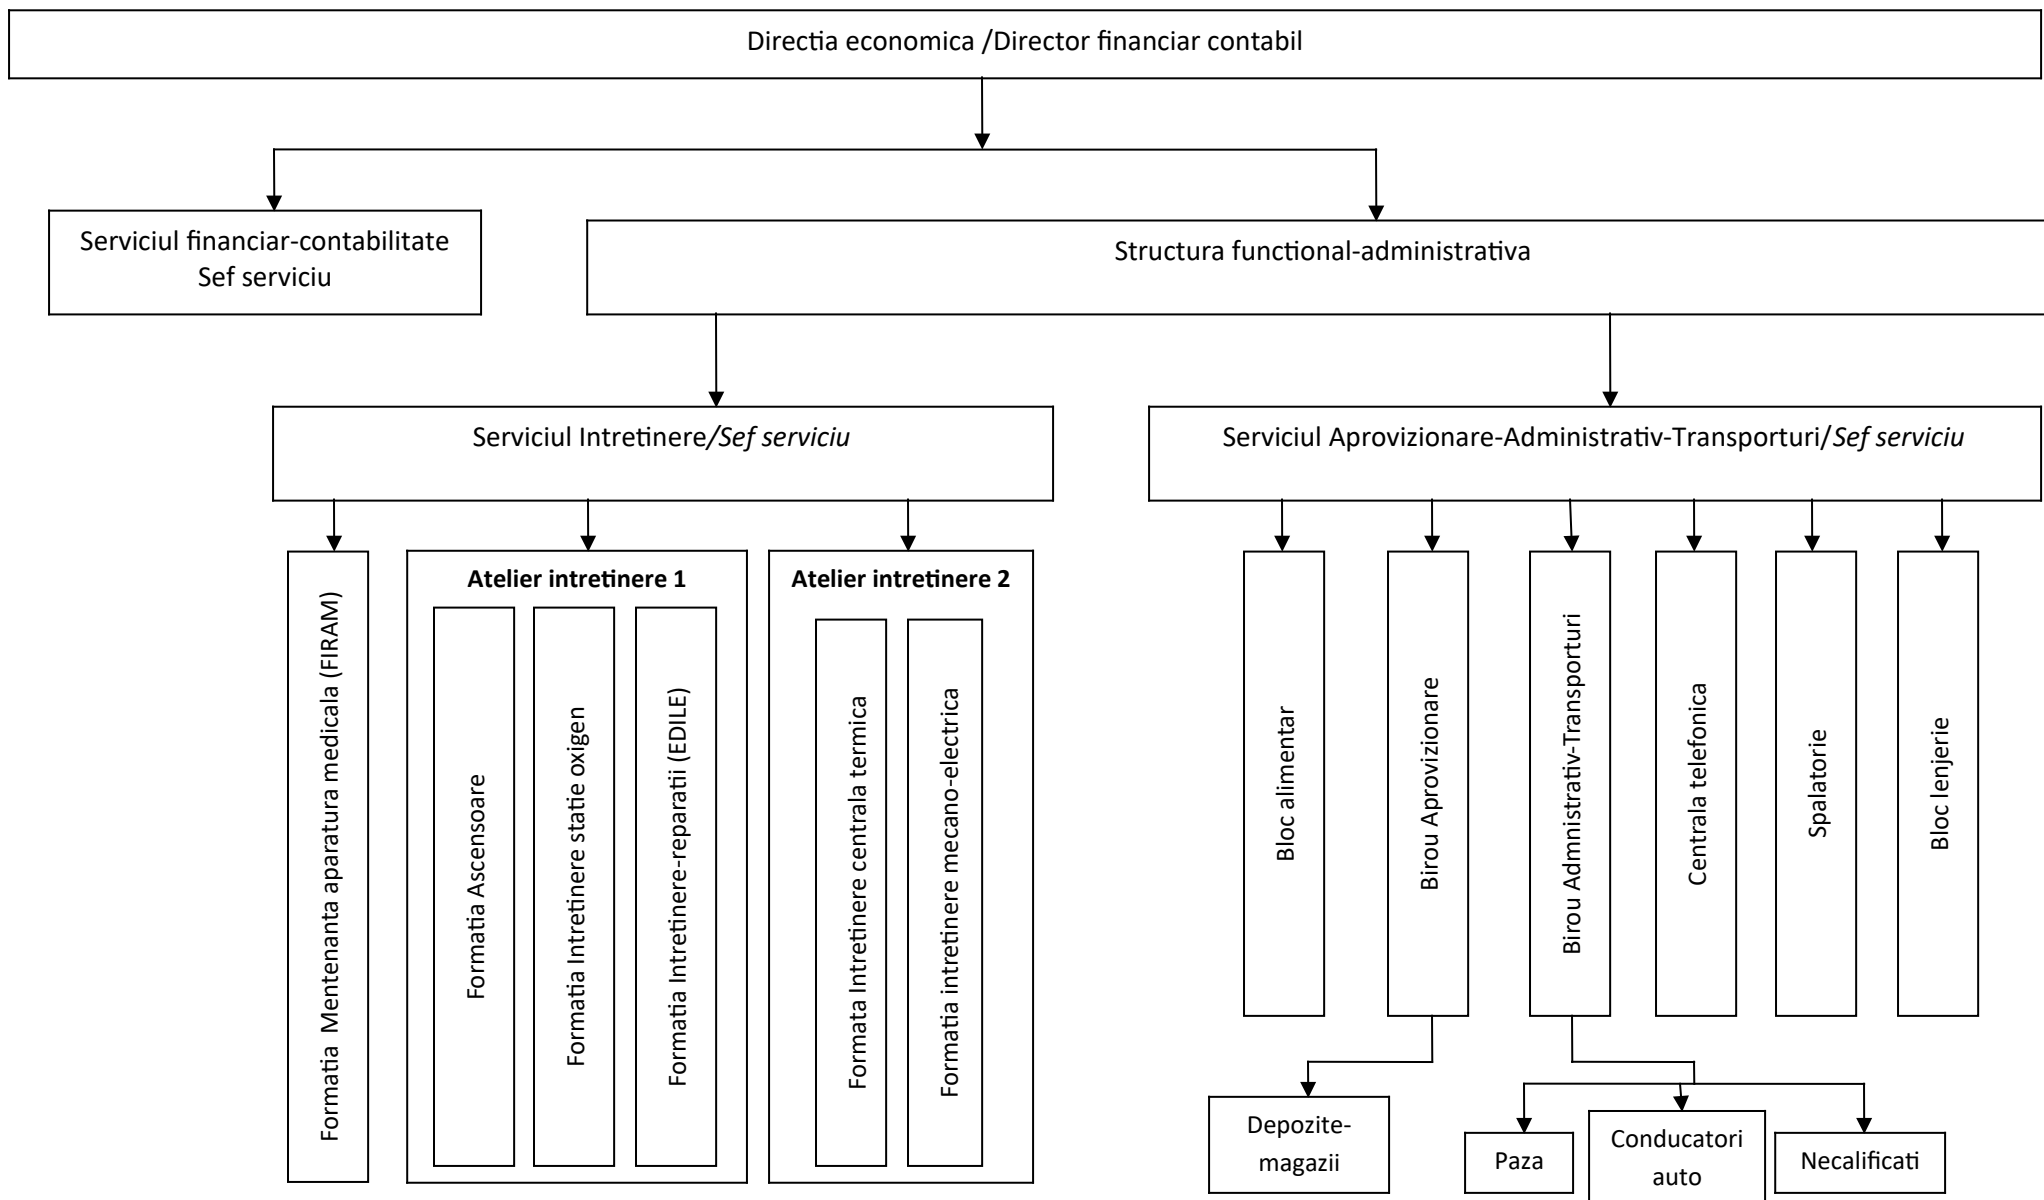 Directia economica /Director financiar contabil
Serviciul financiar-contabilitate
Sef serviciu
Structura functional-administrativa
Serviciul Intretinere/Sef serviciu
Serviciul Aprovizionare-Administrativ-Transporturi/Sef serviciu
Formatia  Mentenanta aparatura medicala (FIRAM)
Atelier intretinere 1
Formatia Ascensoare
Formatia Intretinere statie oxigen
Formatia Intretinere-reparatii (EDILE)
Atelier intretinere 2
Formata Intretinere centrala termica
Formatia intretinere mecano-electrica
Bloc alimentar
Birou Aprovizionare
Birou Admnistrativ-Transporturi
Centrala telefonica
Spalatorie
Bloc lenjerie
Depozite-
magazii
Paza
Conducatori
auto
Necalificati